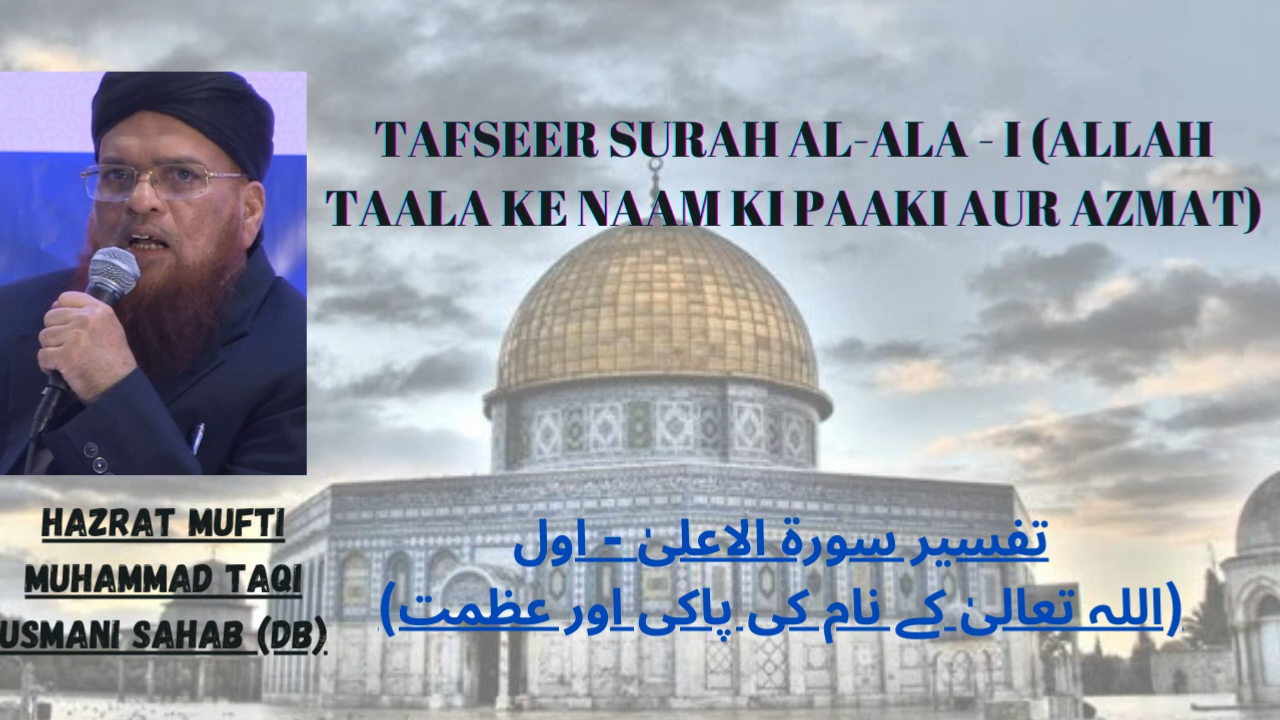 TAFSEER SURAH AL-ALA - I (ALLAH
TAALA KE NAAM KI PAAKI AUR AZMAT)
HAZRAT MUFTI
MUHAMMAD TAQI
USMANI SAHAB (DB)
تفسیر سورۃ الاعلیٰ - اول
(اللہ تعالیٰ کے نام کی پاکی اور عظمت)